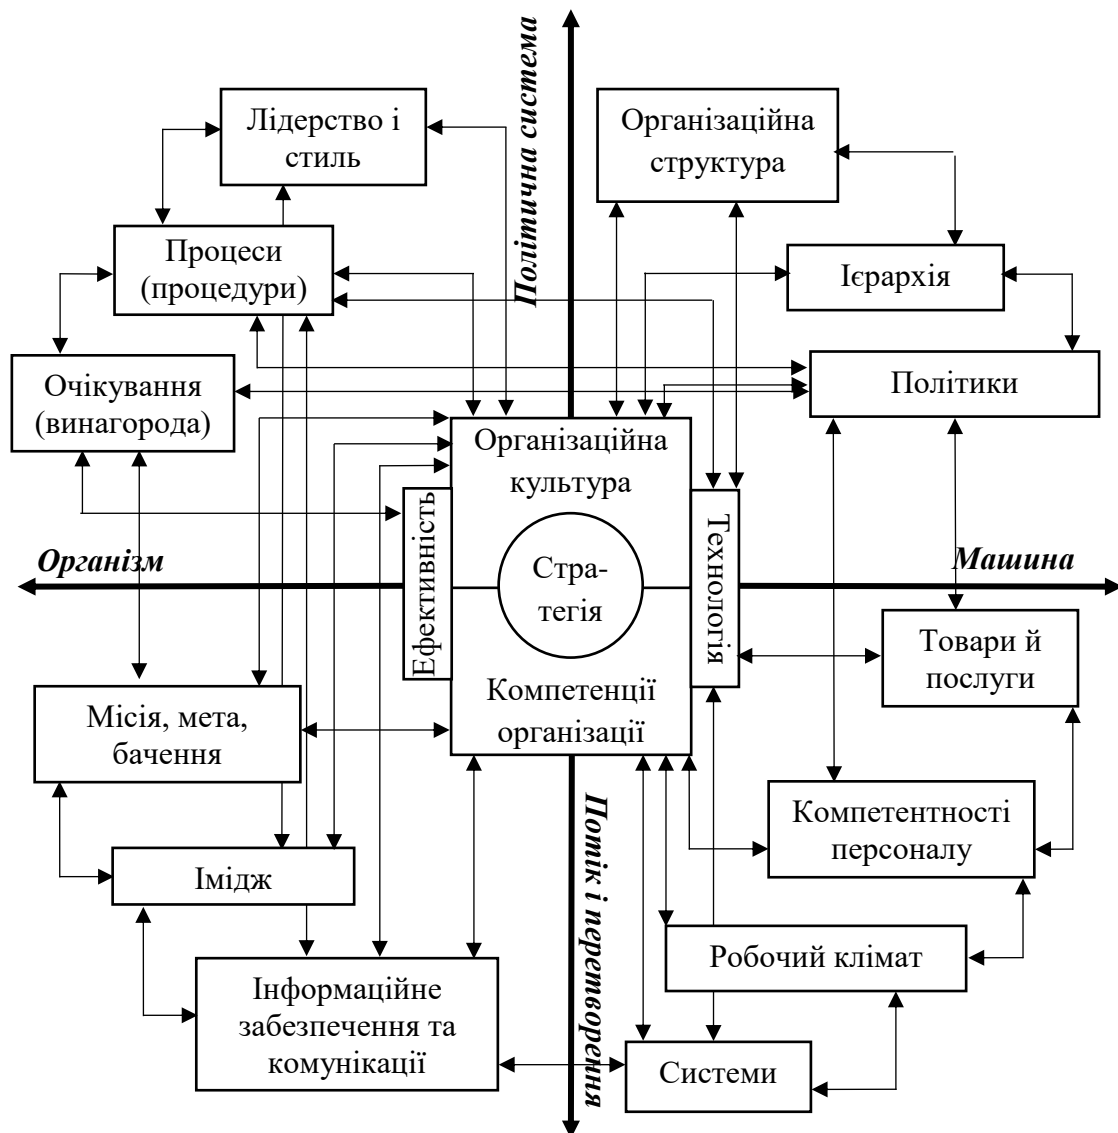 Політична система
Лідерство і
стиль
Організаційна
структура
Процеси
(процедури)
Ієрархія
Очікування
(винагорода)
Політики
Організаційна
культура
Ефективність
Технологія
Організм
Машина
Стра-
тегія
Товари й
послуги
Компетенції
організації
Місія, мета,
бачення
Потік і перетворення
Компетентності
персоналу
Імідж
Робочий клімат
Інформаційне
забезпечення та
комунікації
Системи